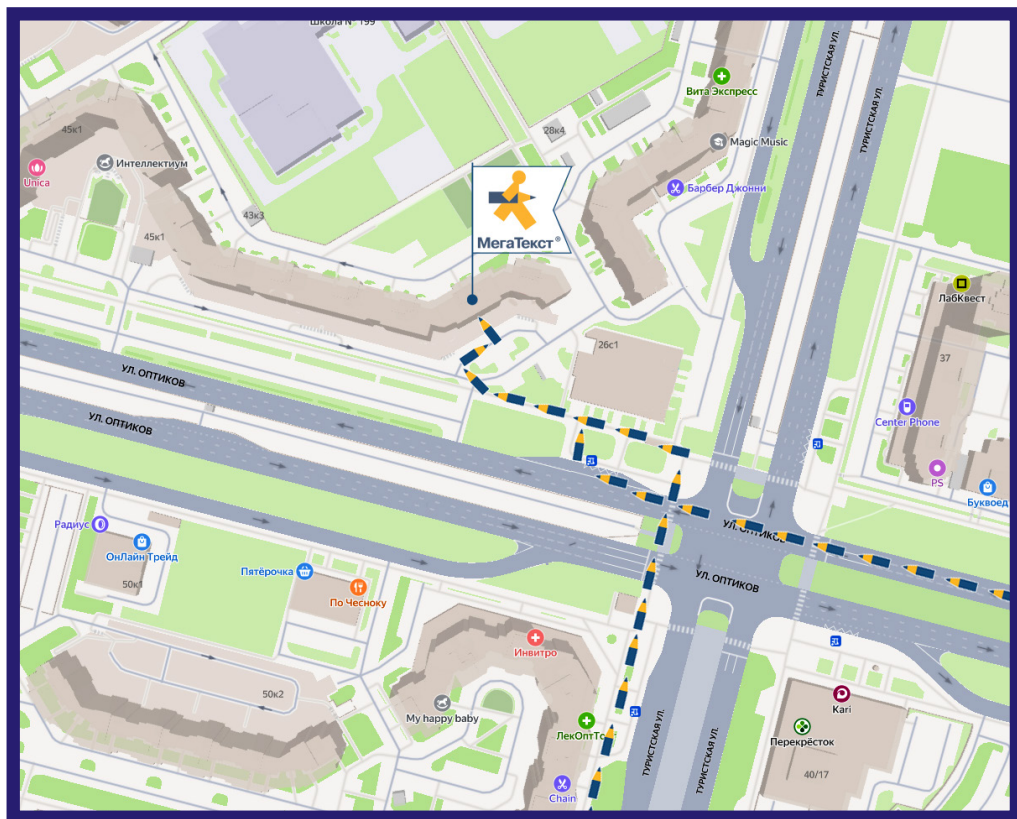 Школа № 199
ТУРИСТСКАЯ УЛ.
ТУРИСТСКАЯ УЛ.
Вита Экспресс
45к1
28к4
Magic Music
Интеллектиум
Unica
Барбер Джонни
43к3
45к1
МегаТекст®
ЛабКвест
26с1
37
УЛ. ОПТИКОВ
Center Phone
УЛ. ОПТИКОВ
PS
Буквоед
Радиус
УЛ. ОПТИКОВ
ОнЛайн Трейд
Пятёрочка
50к1
УЛ. ОПТИКОВ
По Чесноку
Инвитро
50к2
My happy baby
Kari
ЛекОптТо
Перекрёсток
ТУРИСТСКАЯ УЛ.
ТУРИСТСКАЯ УЛ.
40/17
Chain